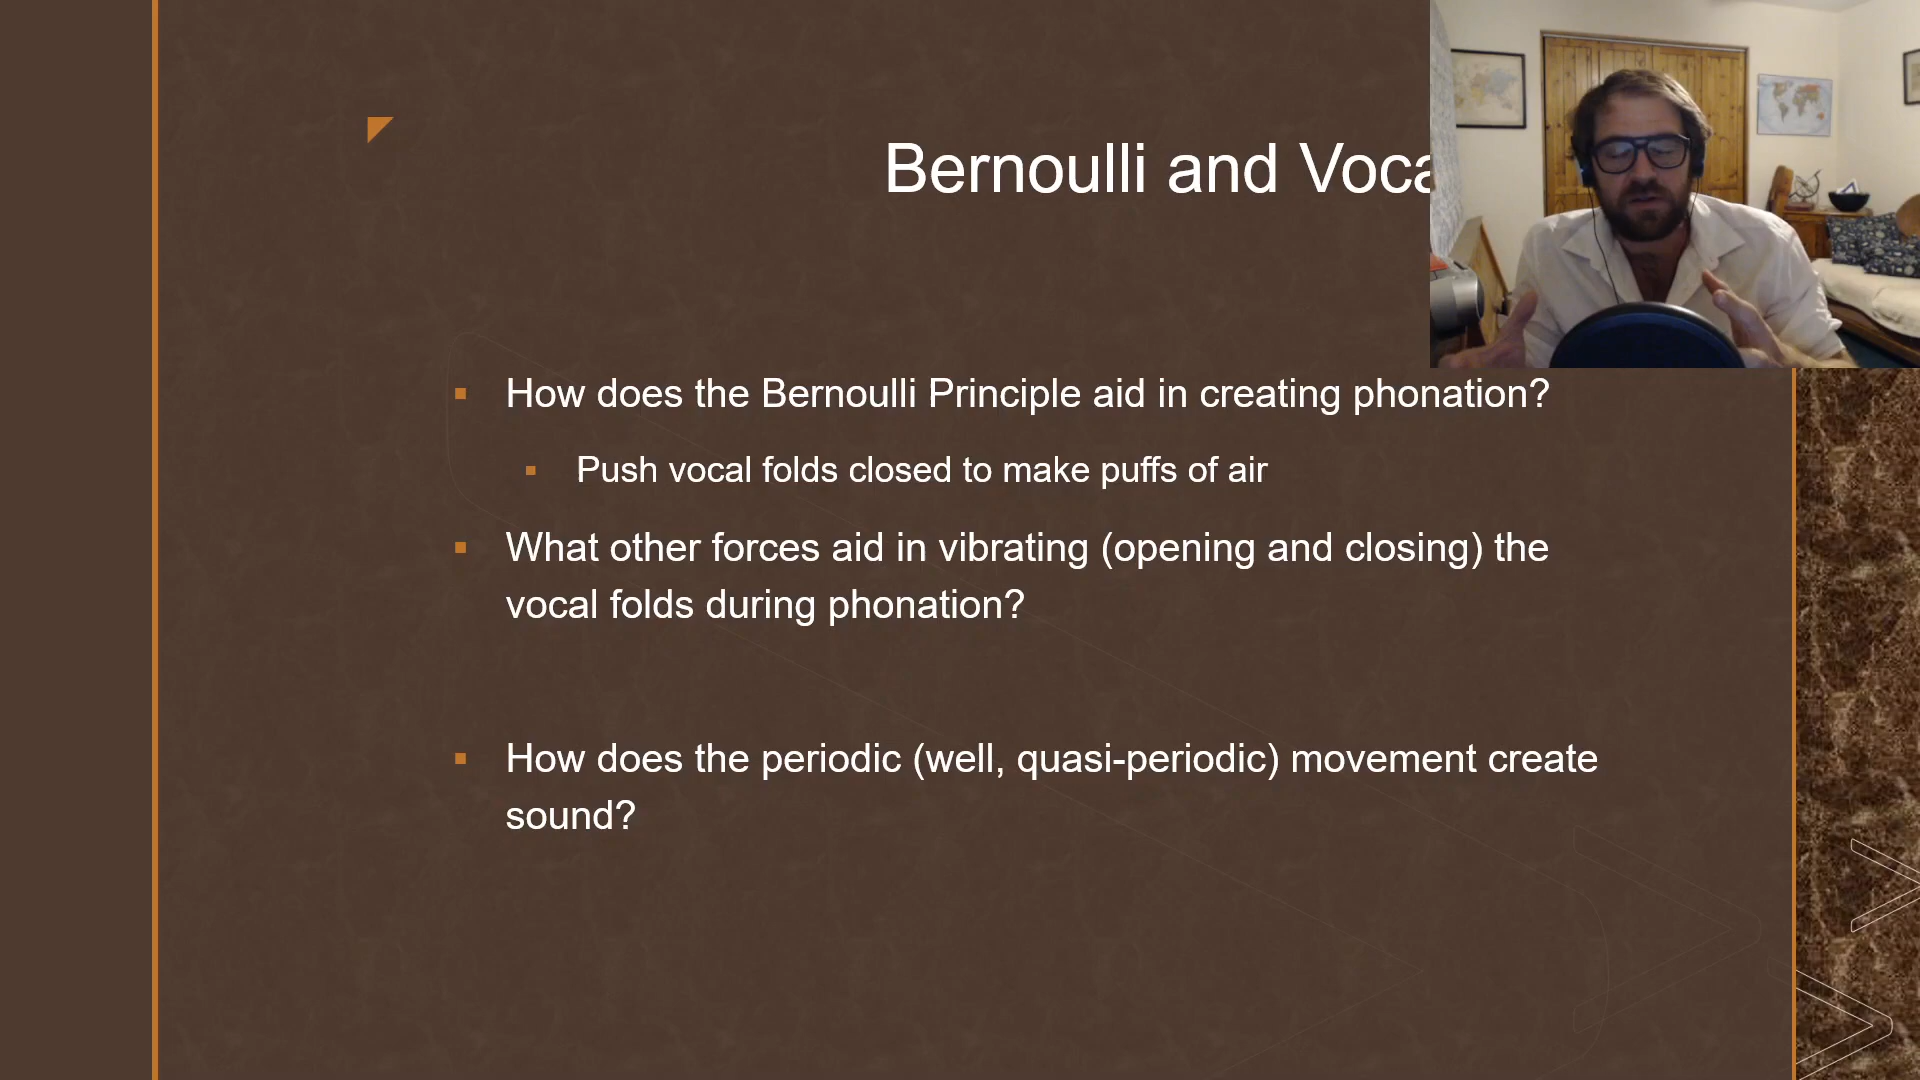 Bernoulli and Voca
How does the Bernoulli Principle aid in creating phonation?
Push vocal folds closed to make puffs of air
What other forces aid in vibrating (opening and closing) the
vocal folds during phonation?
How does the periodic (well, quasi-periodic) movement create
sound?